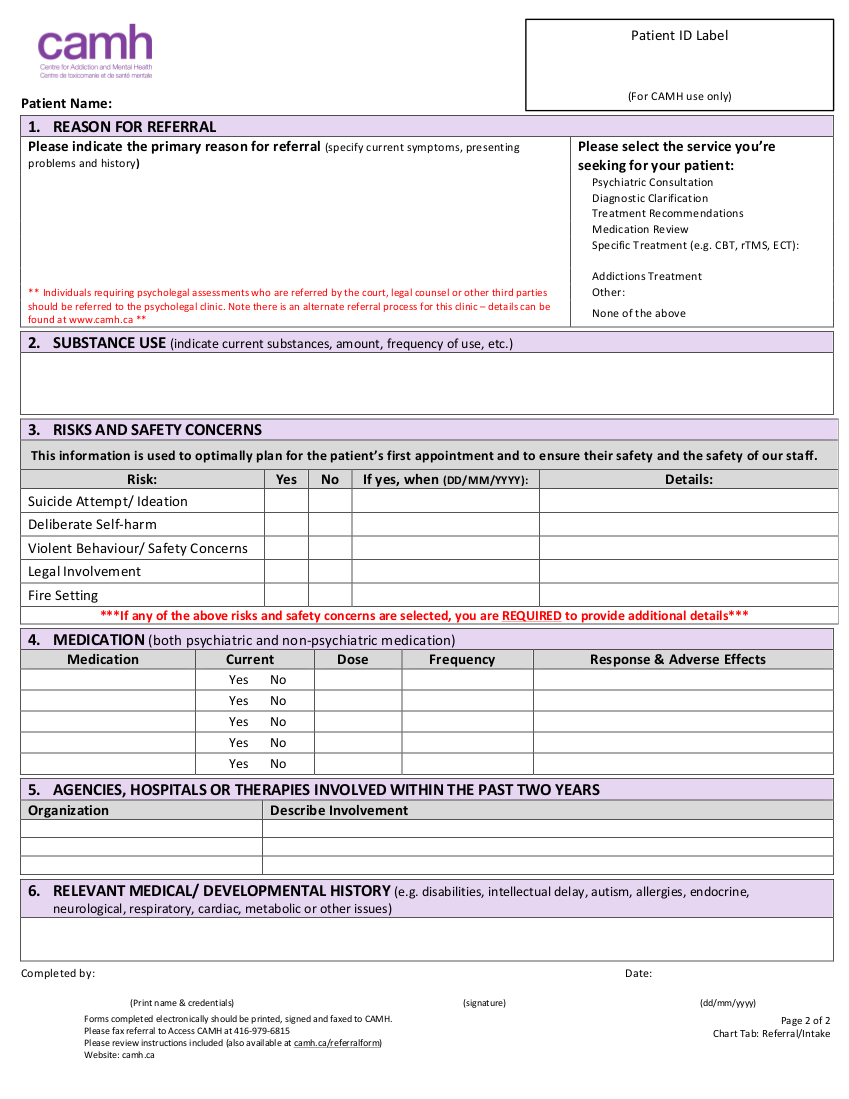 camh
Centre for Addiction and Mental Health
Centre de toxicomanie et de santé mentale
Patient ID Label
(For CAMH use only)
Patient Name:
1. REASON FOR REFERRAL
Please indicate the primary reason for referral (specify current symptoms, presenting
problems and history)
** Individuals requiring psycholegal assessments who are referred by the court, legal counsel or other third parties
should be referred to the psycholegal clinic. Note there is an alternate referral process for this clinic – details can be
found at www.camh.ca **
Please select the service you’re
seeking for your patient:
Psychiatric Consultation
Diagnostic Clarification
Treatment Recommendations
Medication Review
Specific Treatment (e.g. CBT, rTMS, ECT):
Addictions Treatment
Other:
None of the above
2. SUBSTANCE USE (indicate current substances, amount, frequency of use, etc.)
3. RISKS AND SAFETY CONCERNS
This information is used to optimally plan for the patient’s first appointment and to ensure their safety and the safety of our staff.
Risk: Yes No If yes, when (DD/MM/YYYY): Details:
Suicide Attempt/ Ideation
Deliberate Self-harm
Violent Behaviour/ Safety Concerns
Legal Involvement
Fire Setting
***If any of the above risks and safety concerns are selected, you are REQUIRED to provide additional details***
4. MEDICATION (both psychiatric and non-psychiatric medication)
Medication Current Dose Frequency Response & Adverse Effects
Yes No
Yes No
Yes No
Yes No
Yes No
5. AGENCIES, HOSPITALS OR THERAPIES INVOLVED WITHIN THE PAST TWO YEARS
Organization Describe Involvement
6. RELEVANT MEDICAL/ DEVELOPMENTAL HISTORY (e.g. disabilities, intellectual delay, autism, allergies, endocrine,
neurological, respiratory, cardiac, metabolic or other issues)
Completed by: Date:
(Print name & credentials) (signature) (dd/mm/yyyy)
Forms completed electronically should be printed, signed and faxed to CAMH.
Please fax referral to Access CAMH at 416-979-6815
Please review instructions included (also available at camh.ca/referralform)
Website: camh.ca
Page 2 of 2
Chart Tab: Referral/Intake